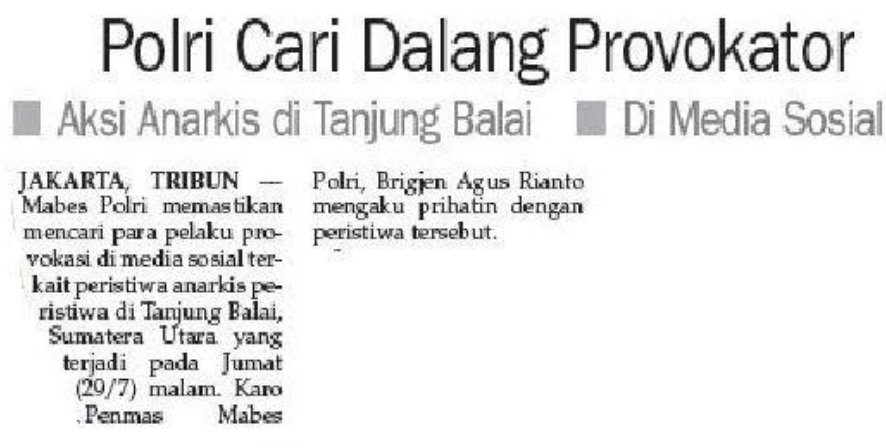 Polri Cari Dalang Provokator
■ Aksi Anarkis di Tanjung Balai ■ Di Media Sosial
JAKARTA, TRIBUN —
Mabes Polri memastikan
mencari para pelaku pro-
vokasi di media sosial ter-
kait peristiwa anarkis pe-
ristiwa di Tanjung Balai,
Sumatera Utara yang
terjadi pada Jumat
(29/7) malam. Karo
Penmas Mabes
Polri, Brigjen Agus Rianto
mengaku prihatin dengan
peristiwa tersebut.